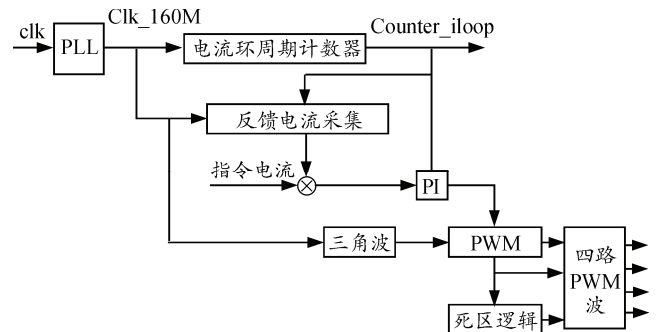 clk
PLL
Clk_160M
电流环周期计数器
Counter_iloop
反馈电流采集
指令电流
PI
三角波
PWM
四路
PWM
波
死区逻辑